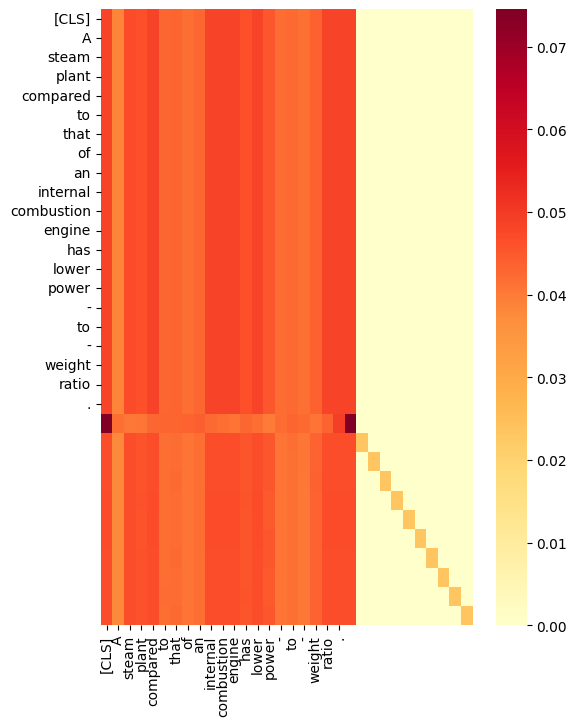 [CLS]
A
steam
plant
compared
to
that
of
an
internal
combustion
engine
has
lower
power
-
to
-
weight
ratio
.
[CLS]
A
steam
plant
compared
to
that
of
an
internal
combustion
engine
has
lower
power
-
to
-
weight
ratio
.
0.07
0.06
0.05
0.04
0.03
0.02
0.01
0.00